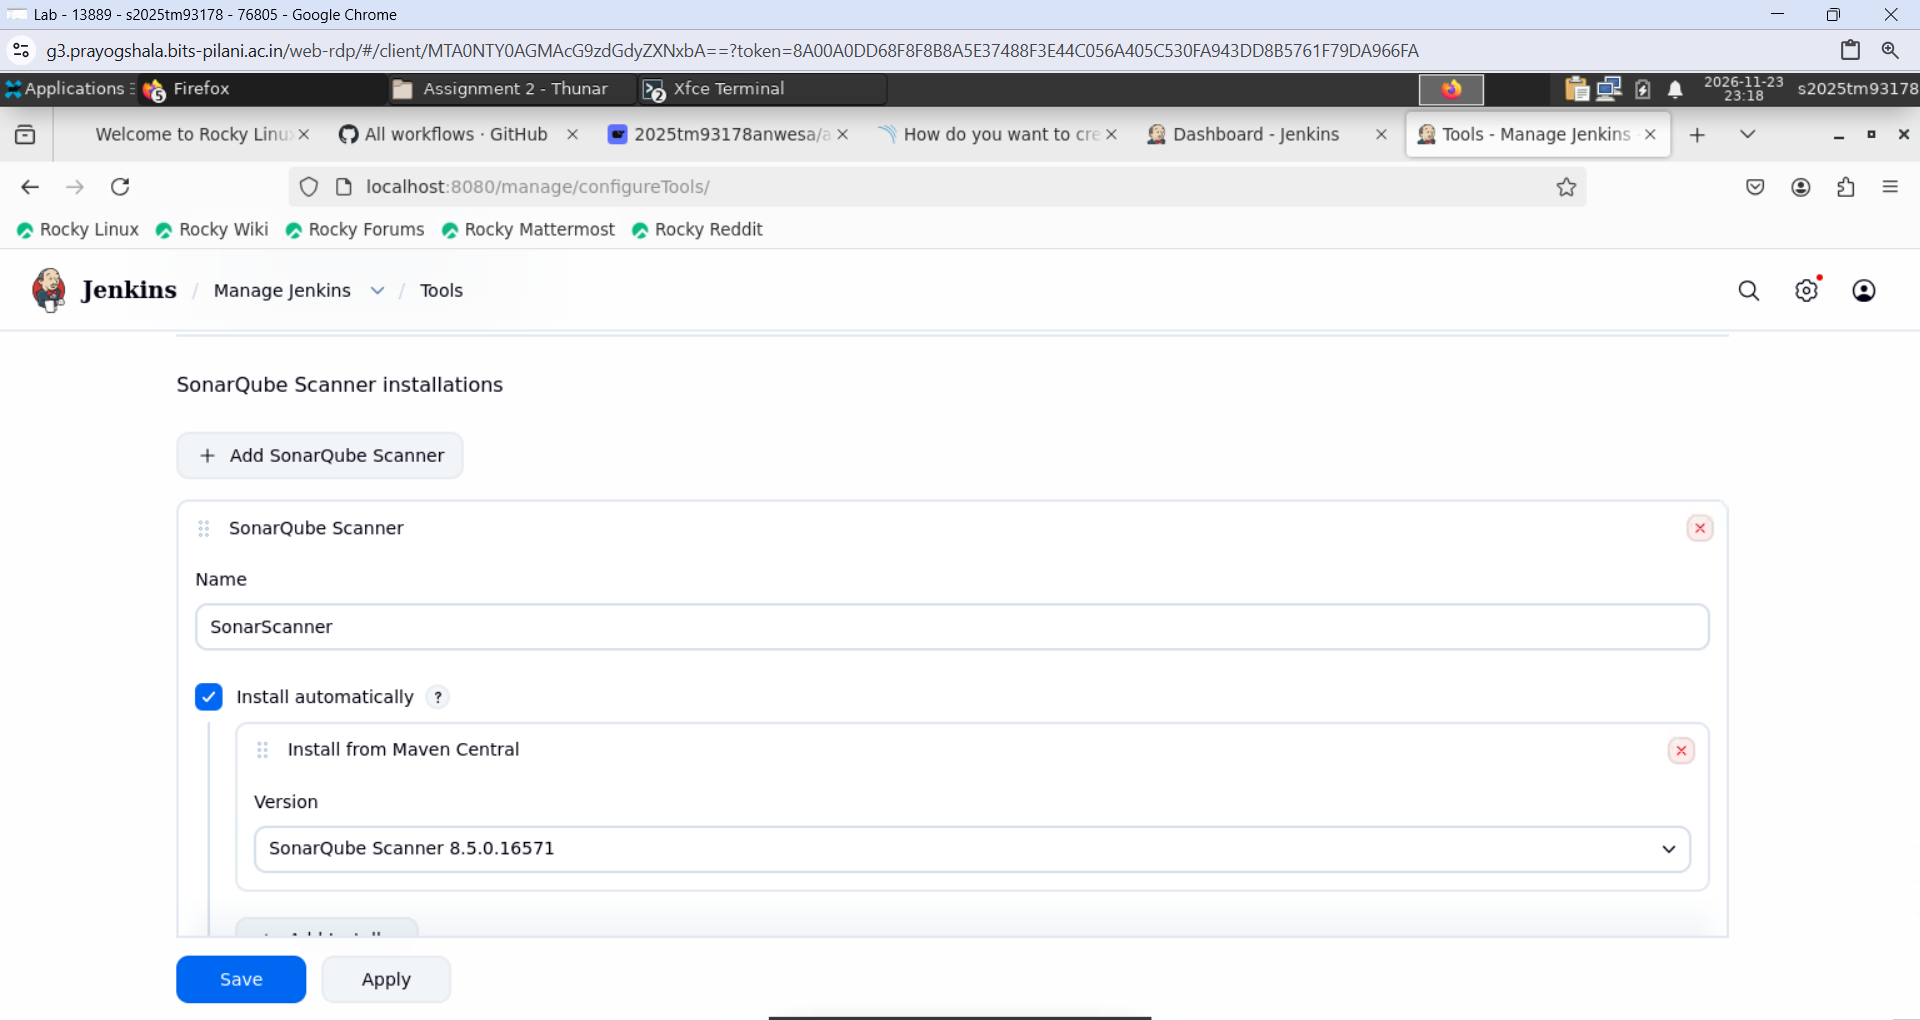 Lab - 13889 - s2025tm93178 - 76805 - Google Chrome
g3.prayogshala.bits-pilani.ac.in/web-rdp/#/client/MTA0NTY0AGMAcG9zdGdyZXNxbA==?token=8A00A0DD68F8F8B8A5E37488F3E44C056A405C530FA943DD8B5761F79DA966FA
Applications Firefox Assignment 2 - Thunar Xfce Terminal 2026-11-23 23:18 s2025tm93178
Welcome to Rocky Linu All workflows · GitHub 2025tm93178anwesa/a How do you want to cre Dashboard - Jenkins Tools - Manage Jenkins
localhost:8080/manage/configureTools/
Rocky Linux Rocky Wiki Rocky Forums Rocky Mattermost Rocky Reddit
Jenkins / Manage Jenkins / Tools
SonarQube Scanner installations
+ Add SonarQube Scanner
SonarQube Scanner
Name
SonarScanner
Install automatically ?
Install from Maven Central
Version
SonarQube Scanner 8.5.0.16571
Save Apply